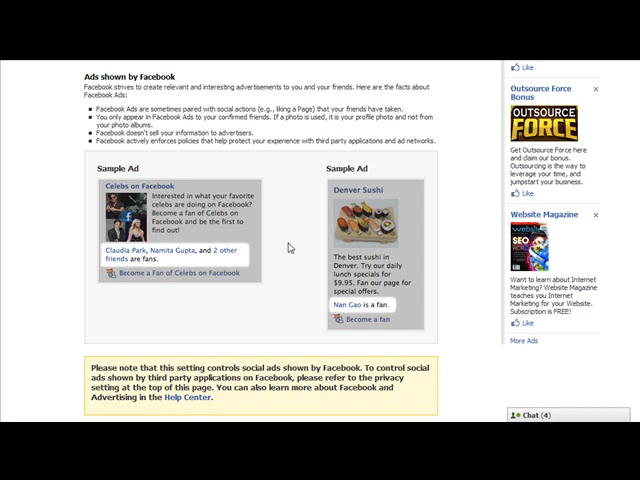 Ads shown by Facebook
Facebook strives to create relevant and interesting advertisements to you and your friends. Here are the facts about
Facebook Ads:
Facebook Ads are sometimes paired with social actions (e.g., liking a Page) that your friends have taken.
You only appear in Facebook Ads to your confirmed friends. If a photo is used, it is your profile photo and not from
your photo albums.
Facebook doesn't sell your information to advertisers.
Facebook actively enforces policies that help protect your experience with third party applications and ad networks.
Sample Ad
Celebs on Facebook
Interested in what your favorite
celebs are doing on Facebook?
Become a fan of Celebs on
Facebook and be the first to
find out!
Claudia Park, Namita Gupta, and 2 other
friends are fans.
Become a Fan of Celebs on Facebook
Sample Ad
Denver Sushi
The best sushi in
Denver. Try our daily
lunch specials for
$9.95. Fan our page for
special offers.
Nan Gao is a fan.
Become a fan
Please note that this setting controls social ads shown by Facebook. To control social
ads shown by third party applications on Facebook, please refer to the privacy
setting at the top of this page. You can also learn more about Facebook and
Advertising in the Help Center.
Like
Outsource Force
Bonus
OUTSOURCE
FORCE
Get Outsource Force here
and claim our bonus.
Outsourcing is the way to
leverage your time, and
jumpstart your business.
Like
Website Magazine
website
SEO
Want to learn about Internet
Marketing? Website Magazine
teaches you Internet
Marketing for your Website.
Subscription is FREE!
Like
More Ads
Chat (4)